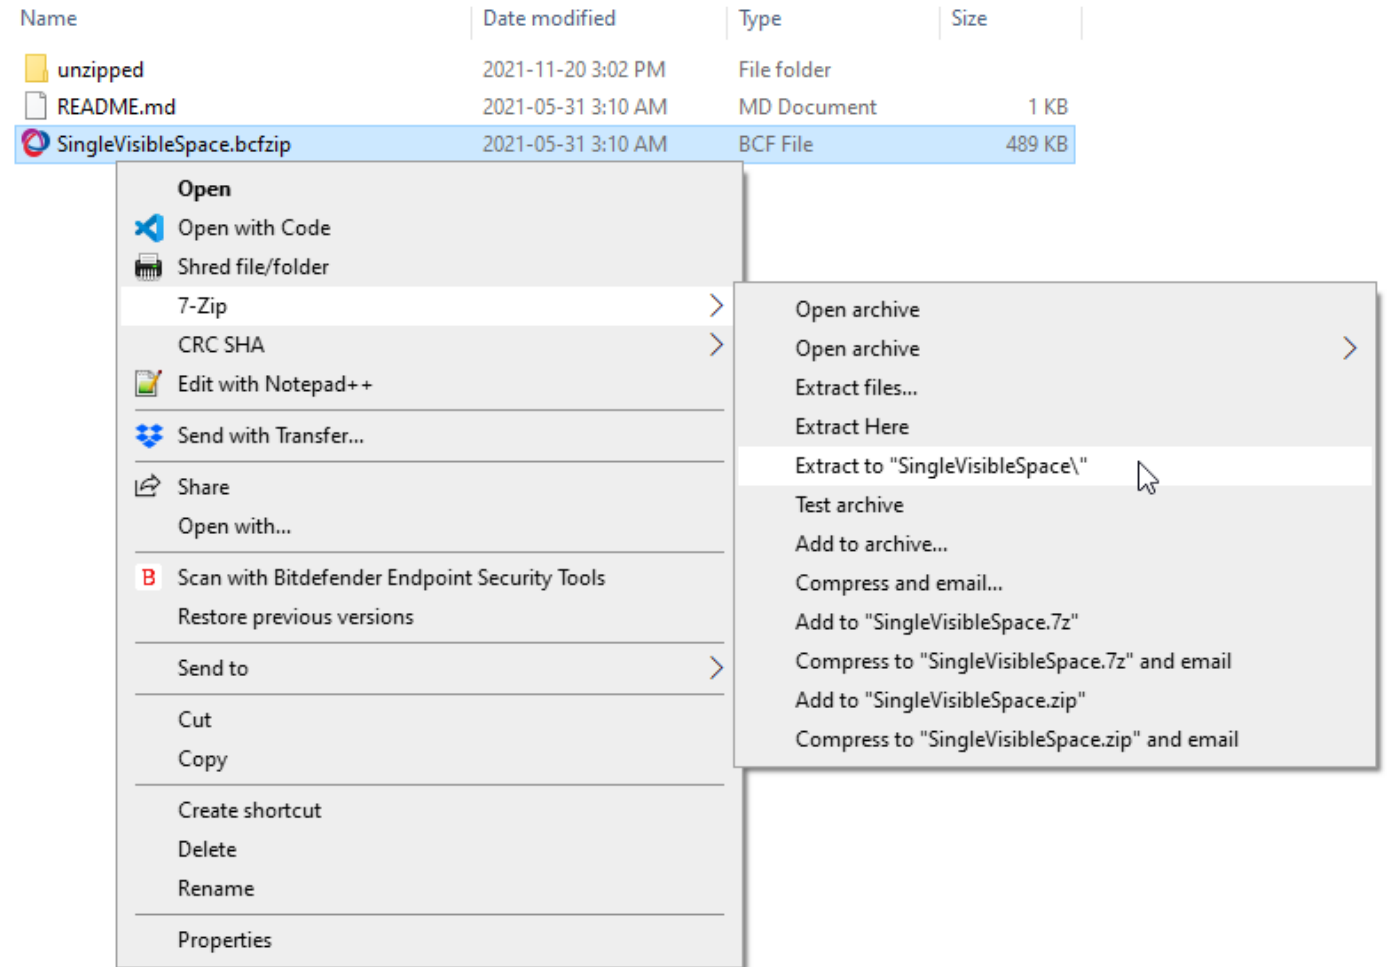 Name Date modified Type Size
unzipped 2021-11-20 3:02 PM File folder
README.md 2021-05-31 3:10 AM MD Document 1 KB
SingleVisibleSpace.bcfzip 2021-05-31 3:10 AM BCF File 489 KB
Open
Open with Code
Shred file/folder
7-Zip
CRC SHA
Edit with Notepad++
Send with Transfer...
Share
Open with...
B Scan with Bitdefender Endpoint Security Tools
Restore previous versions
Send to
Cut
Copy
Create shortcut
Delete
Rename
Properties
Open archive
Open archive
Extract files...
Extract Here
Extract to "SingleVisibleSpace\"
Test archive
Add to archive...
Compress and email...
Add to "SingleVisibleSpace.7z"
Compress to "SingleVisibleSpace.7z" and email
Add to "SingleVisibleSpace.zip"
Compress to "SingleVisibleSpace.zip" and email